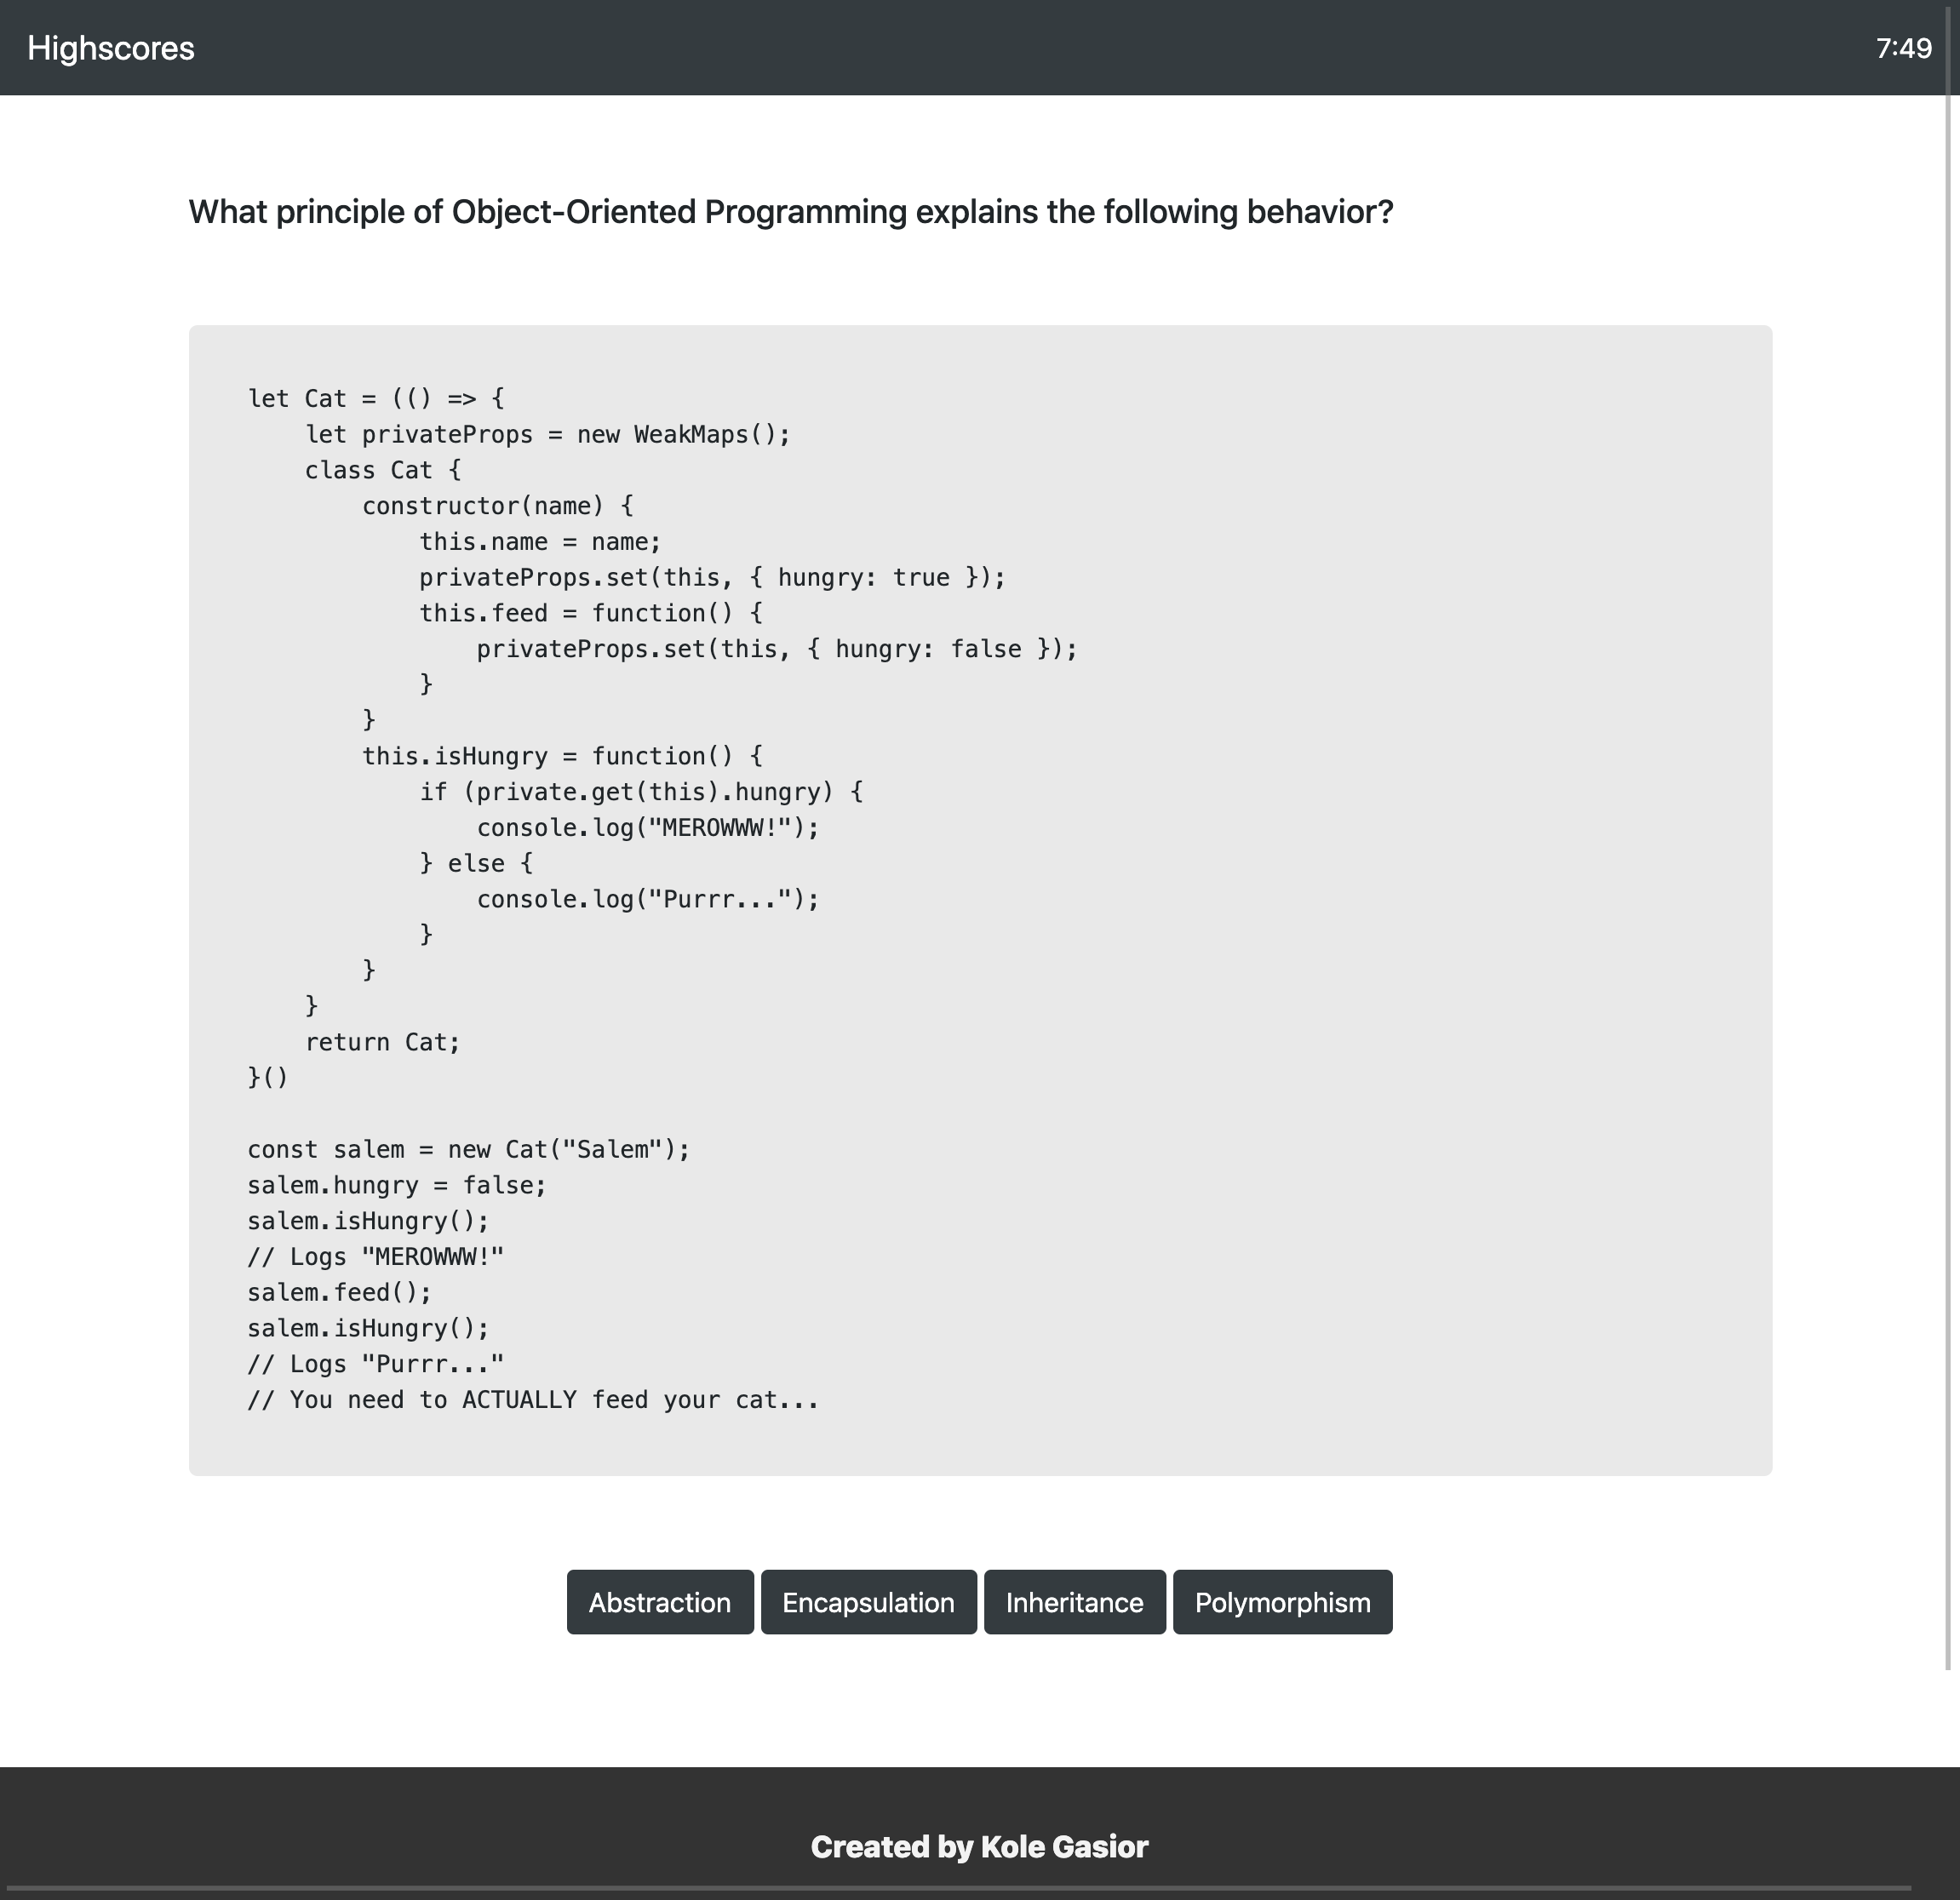 Highscores
7:49
What principle of Object-Oriented Programming explains the following behavior?
let Cat = (() => {
    let privateProps = new WeakMaps();
    class Cat {
        constructor(name) {
            this.name = name;
            privateProps.set(this, { hungry: true });
            this.feed = function() {
                privateProps.set(this, { hungry: false });
            }
        }
        this.isHungry = function() {
            if (private.get(this).hungry) {
                console.log("MEROWWW!");
            } else {
                console.log("Purrr...");
            }
        }
    }
    return Cat;
}()
const salem = new Cat("Salem");
salem.hungry = false;
salem.isHungry();
// Logs "MEROWWW!"
salem.feed();
salem.isHungry();
// Logs "Purrr..."
// You need to ACTUALLY feed your cat...
Abstraction
Encapsulation
Inheritance
Polymorphism
Created by Kole Gasior